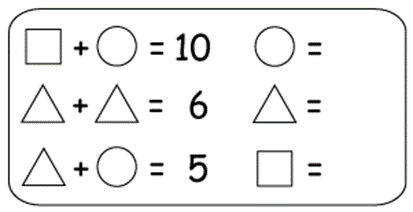 □ + ○ = 10 ○ =
△ + △ = 6 △ =
△ + ○ = 5 □ =